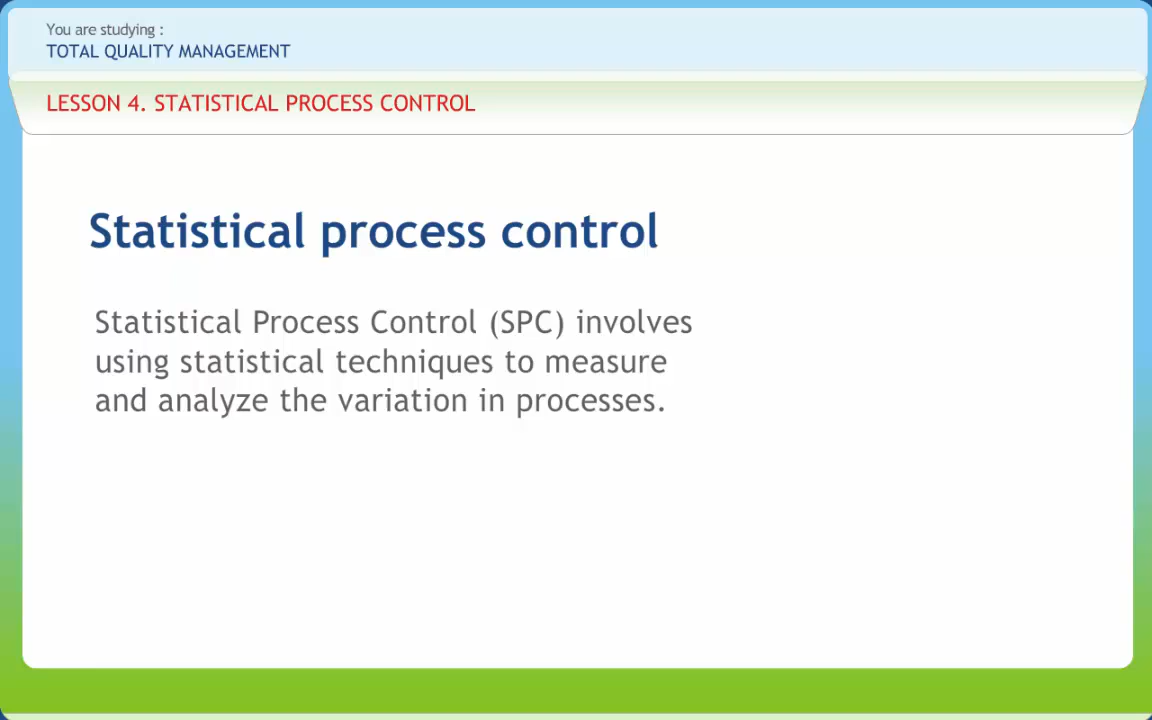 You are studying :
TOTAL QUALITY MANAGEMENT
LESSON 4. STATISTICAL PROCESS CONTROL
Statistical process control
Statistical Process Control (SPC) involves
using statistical techniques to measure
and analyze the variation in processes.